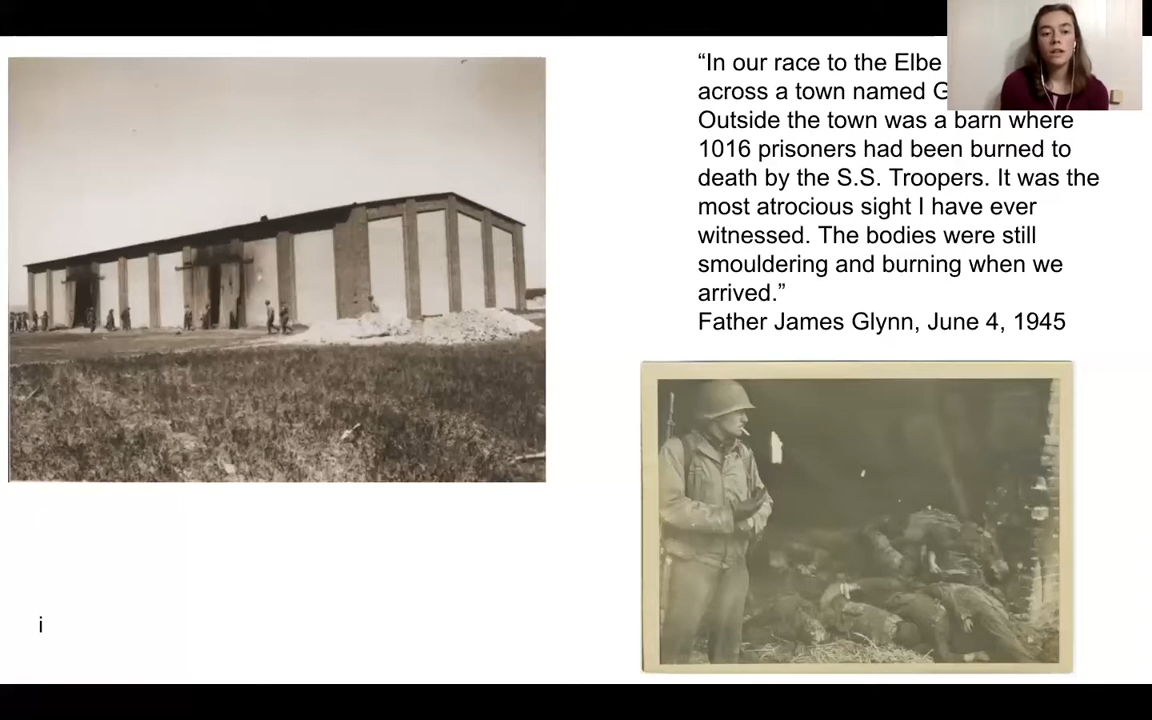 “In our race to the Elbe
across a town named G
Outside the town was a barn where
1016 prisoners had been burned to
death by the S.S. Troopers. It was the
most atrocious sight I have ever
witnessed. The bodies were still
smouldering and burning when we
arrived.”
Father James Glynn, June 4, 1945
i